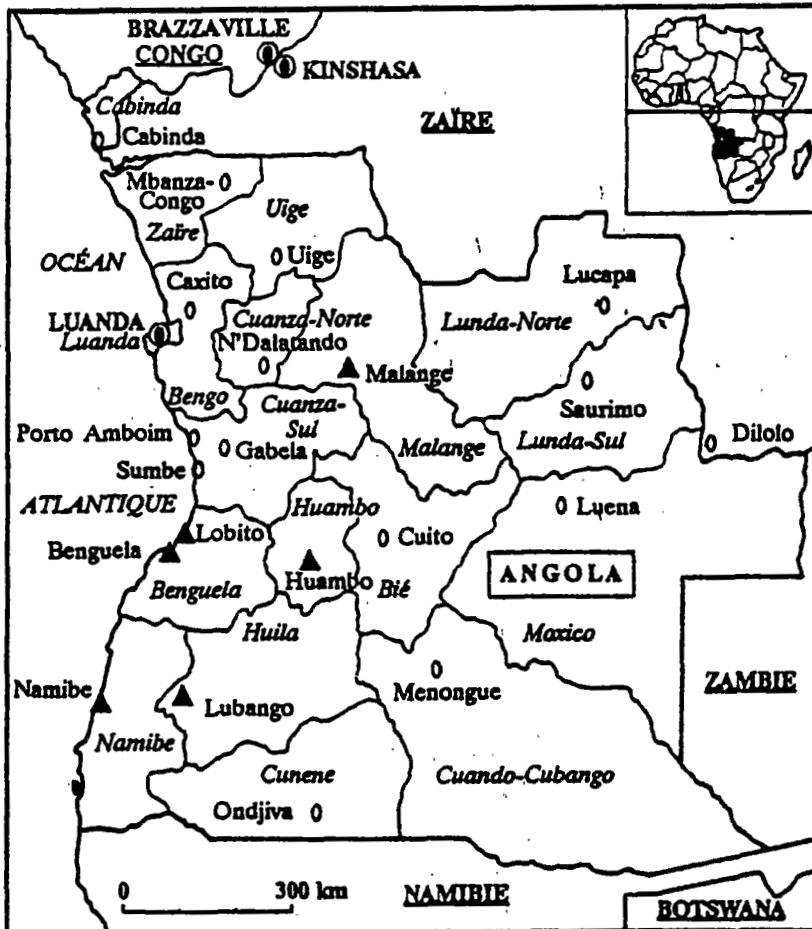 BRAZZAVILLE
CONGO
KINSHASA
Cabinda
Cabinda
ZAÏRE
Mbanza-
Congo
Zaïre
Uige
OCÉAN
Uige
Caxito
Lucapa
LUANDA
Luanda
Cuanza-Norte
Lunda-Norte
N'Dalatando
Malange
Bengo
Cuanza-
Sul
Saurimo
Porto Amboim
Gabela
Malange
Lunda-Sul
Dilolo
Sumbe
ATLANTIQUE
Huambo
Luena
Lobito
Cuito
Benguela
Huambo
ANGOLA
Benguela
Bié
Huila
Moxico
Namibe
Lubango
Menongue
ZAMBIE
Namibe
Cunene
Cuando-Cubango
Ondjiva
0 300 km
NAMIBIE
BOTSWANA